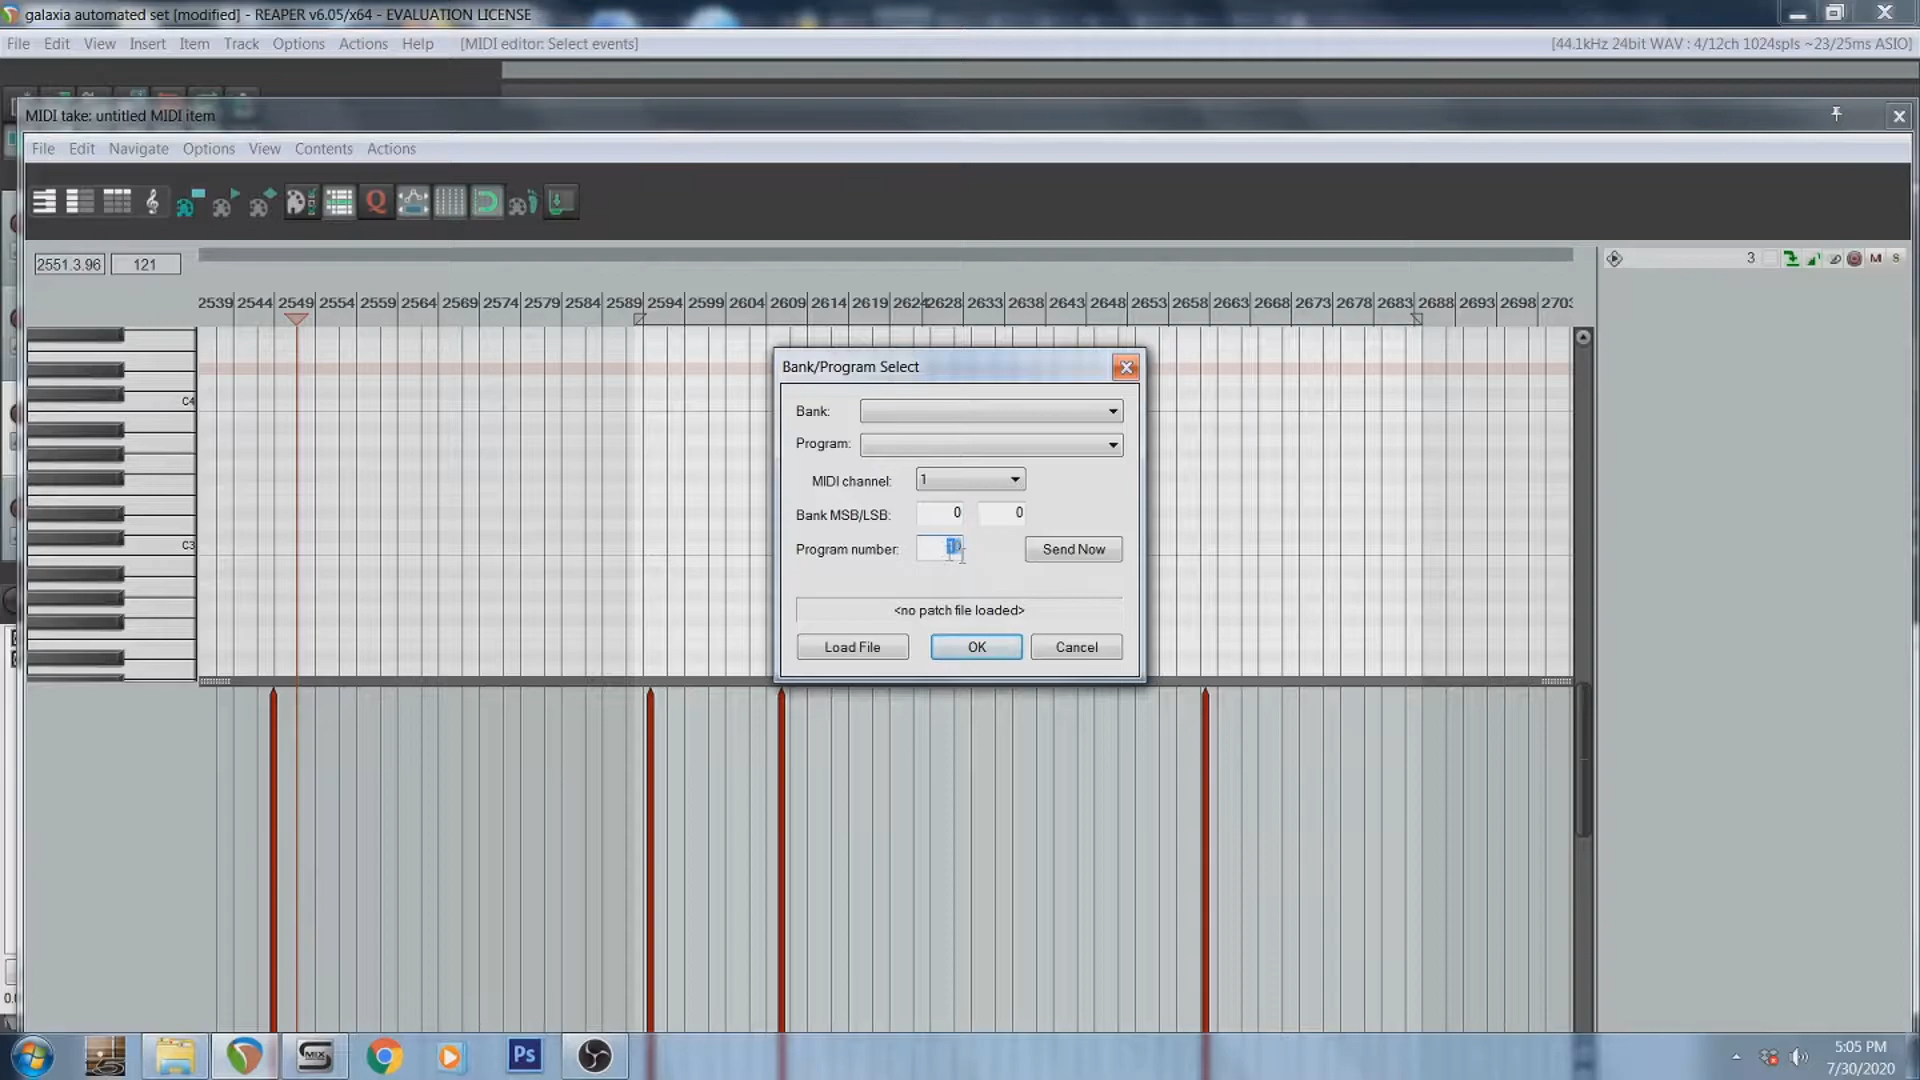 galaxia automated set [modified] - REAPER v6.05/x64 - EVALUATION LICENSE
File Edit View Insert Item Track Options Actions Help [MIDI editor: Select events] [44.1kHz 24bit WAV : 4/12ch 1024spls ~23/25ms ASIO]
MIDI take: untitled MIDI item
File Edit Navigate Options View Contents Actions
Q
2551.3.96 121
3 M S
2539 2544 2549 2554 2559 2564 2569 2574 2579 2584 2589 2594 2599 2604 2609 2614 2619 2624 2628 2633 2638 2643 2648 2653 2658 2663 2668 2673 2678 2683 2688 2693 2698 2703
Bank/Program Select
C4
Bank:
Program:
MIDI channel: 1
Bank MSB/LSB: 0 0
C3
Program number: Send Now
<no patch file loaded>
Load File OK Cancel
0.0
MIX
Ps
5:05 PM
7/30/2020